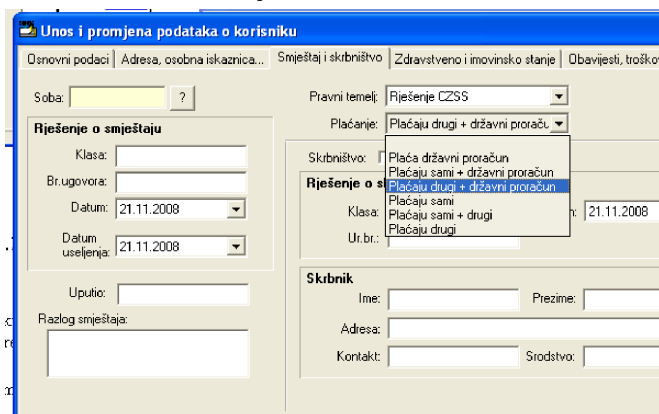 Unos i promjena podataka o korisniku
Osnovni podaci Adresa, osobna iskaznica... Smještaj i skrbništvo Zdravstveno i imovinsko stanje Obavijesti, troško
Soba: ?
Pravni temelj: Rješenje CZSS
Plaćanje: Plaćaju drugi + državni proraču
Rješenje o smještaju
Klasa:
Br.ugovora:
Datum: 21.11.2008
Datum
useljenja: 21.11.2008
Uputio:
Razlog smještaja:
Skrbništvo:
Plaća državni proračun
Plaćaju sami + državni proračun
Plaćaju drugi + državni proračun
Plaćaju sami
Plaćaju sami + drugi
Plaćaju drugi
Rješenje o s
Klasa: 21.11.2008
Ur.br.:
Skrbnik
Ime: Prezime:
Adresa:
Kontakt: Srodstvo: